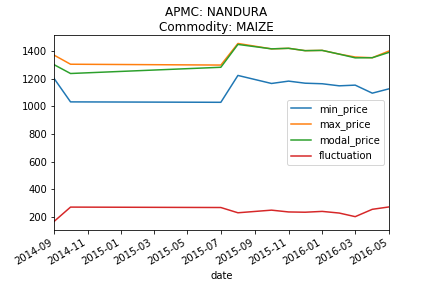 APMC: NANDURA
Commodity: MAIZE
1400
1200
1000
800
600
400
200
min_price
max_price
modal_price
fluctuation
2014-09
2014-11
2015-01
2015-03
2015-05
2015-07
2015-09
2015-11
2016-01
2016-03
2016-05
date